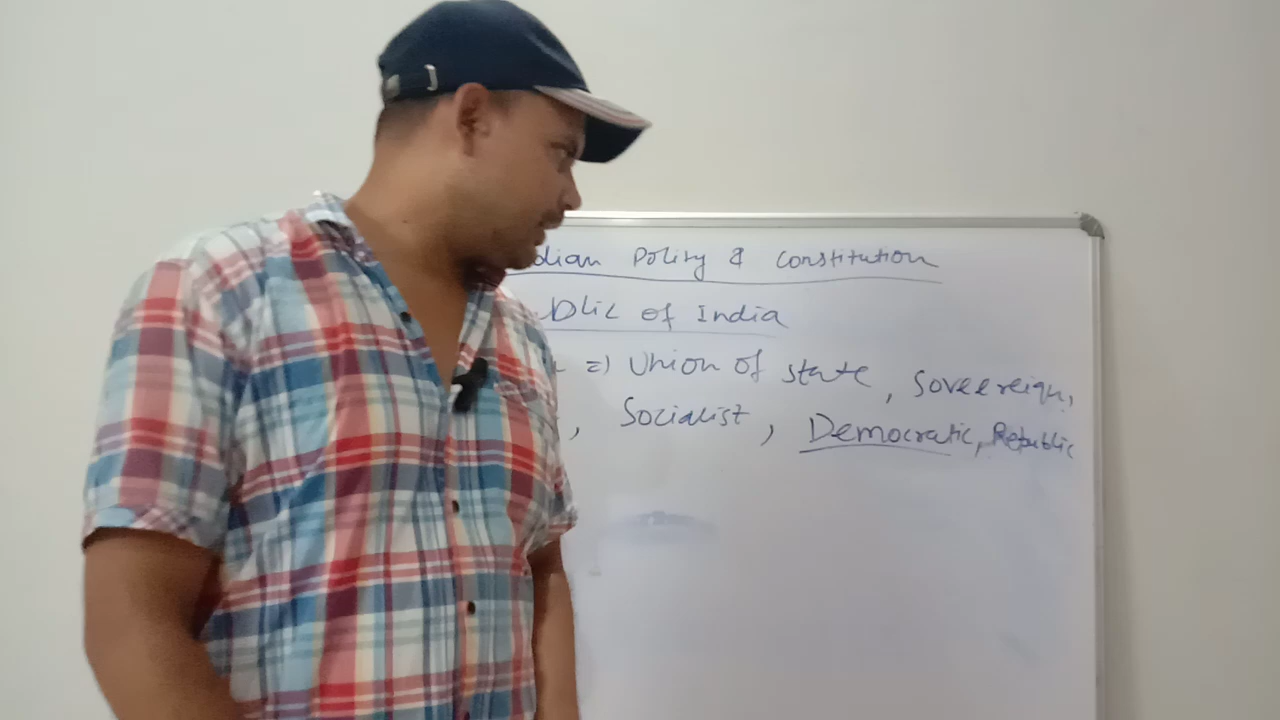 dian Polity & Constitution
blic of India
=) Union of state, Sovereign,
, Socialist, Democratic, Republic